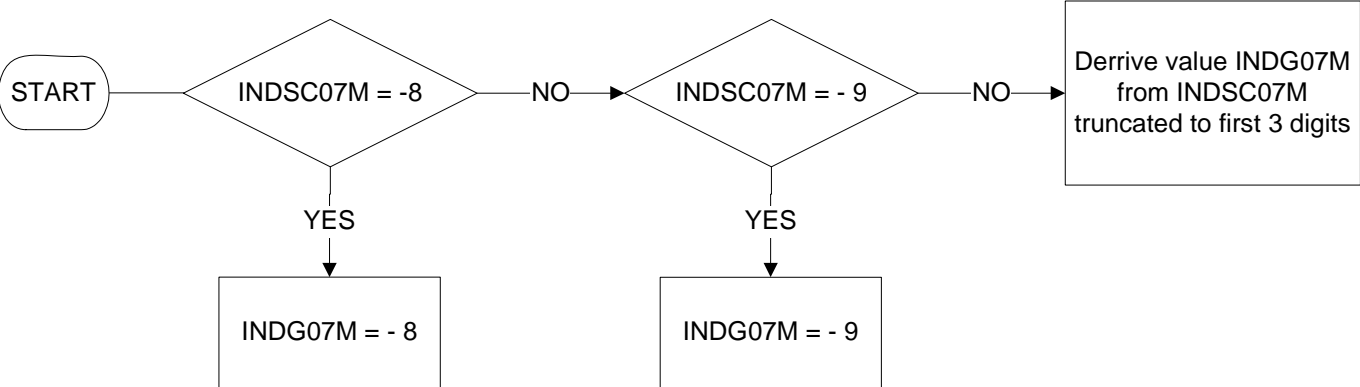 START
INDSC07M = -8
NO
INDSC07M = - 9
NO
Derrive value INDG07M
from INDSC07M
truncated to first 3 digits
YES
YES
INDG07M = - 8
INDG07M = - 9